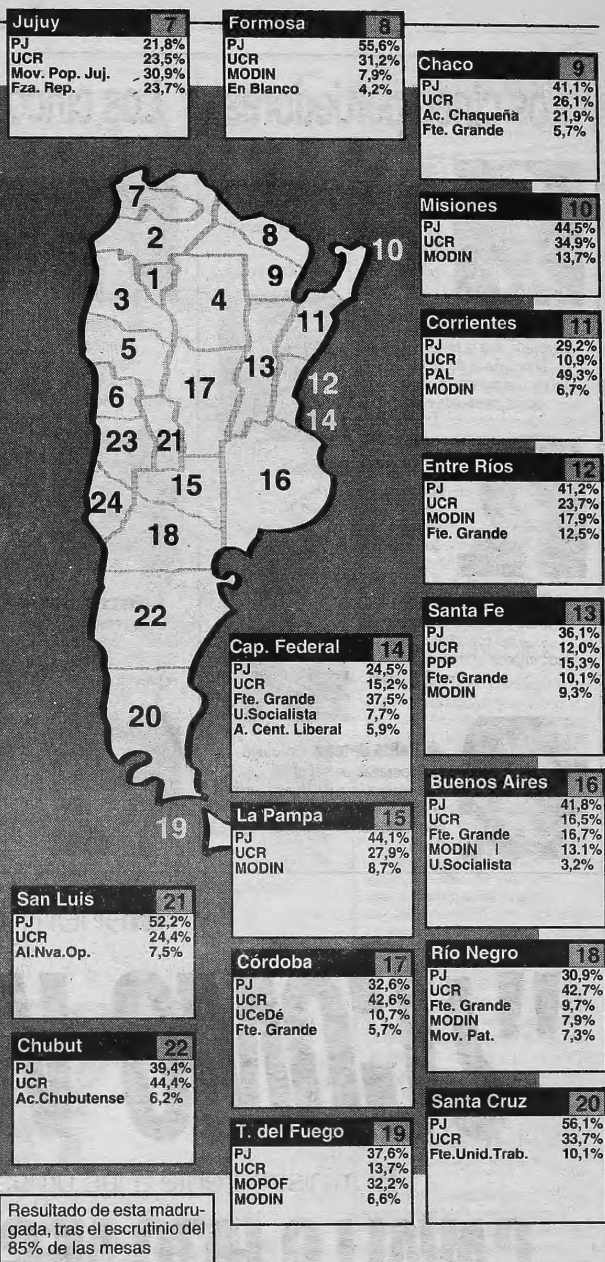 Jujuy 7
PJ 21,8%
UCR 23,5%
Mov. Pop. Juj. 30,9%
Fza. Rep. 23,7%
Formosa 8
PJ 55,6%
UCR 31,2%
MODIN 7,9%
En Blanco 4,2%
Chaco 9
PJ 41,1%
UCR 26,1%
Ac. Chaqueña 21,9%
Fte. Grande 5,7%
Misiones 10
PJ 44,5%
UCR 34,9%
MODIN 13,7%
Corrientes 11
PJ 29,2%
UCR 10,9%
PAL 49,3%
MODIN 6,7%
Entre Ríos 12
PJ 41,2%
UCR 23,7%
MODIN 17,9%
Fte. Grande 12,5%
Santa Fe 13
PJ 36,1%
UCR 12,0%
PDP 15,3%
Fte. Grande 10,1%
MODIN 9,3%
7
2
8
10
1
9
3
4
11
5
13
17
12
6
14
23
21
15
16
24
18
22
20
19
Cap. Federal 14
PJ 24,5%
UCR 15,2%
Fte. Grande 37,5%
U.Socialista 7,7%
A. Cent. Liberal 5,9%
La Pampa 15
PJ 44,1%
UCR 27,9%
MODIN 8,7%
Buenos Aires 16
PJ 41,8%
UCR 16,5%
Fte. Grande 16,7%
MODIN I 13.1%
U.Socialista 3,2%
San Luis 21
PJ 52,2%
UCR 24,4%
Al.Nva.Op. 7,5%
Córdoba 17
PJ 32,6%
UCR 42,6%
UCeDé 10,7%
Fte. Grande 5,7%
Río Negro 18
PJ 30,9%
UCR 42.7%
Fte. Grande 9,7%
MODIN 7,9%
Mov. Pat. 7,3%
Chubut 22
PJ 39,4%
UCR 44,4%
Ac.Chubutense 6,2%
T. del Fuego 19
PJ 37,6%
UCR 13,7%
MOPOF 32,2%
MODIN 6,6%
Santa Cruz 20
PJ 56,1%
UCR 33,7%
Fte.Unid.Trab. 10,1%
Resultado de esta madru-
gada, tras el escrutinio del
85% de las mesas